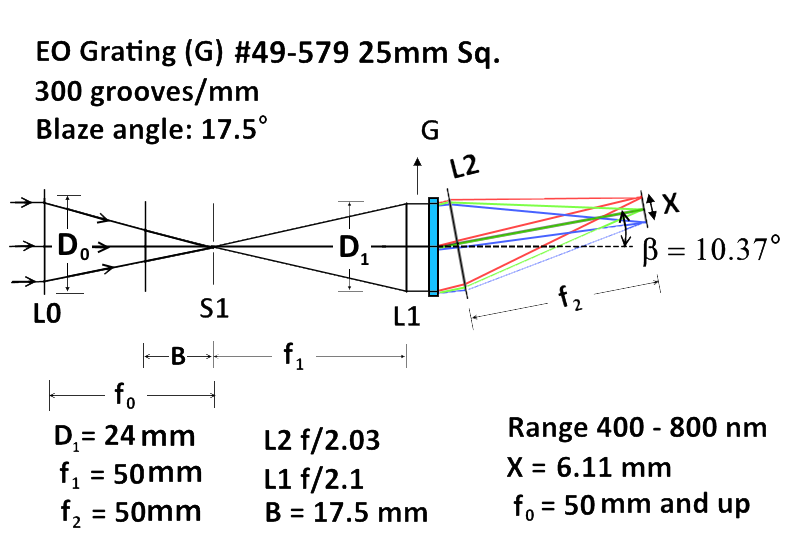 EO Grating (G) #49-579 25mm Sq.
300 grooves/mm
Blaze angle: 17.5°
G
L2
X
D₀
D₁
β = 10.37°
L0
S1
L1
f₂
B
f₁
f₀
D₁= 24 mm
f₁ = 50mm
f₂ = 50mm
L2 f/2.03
L1 f/2.1
B = 17.5 mm
Range 400 - 800 nm
X = 6.11 mm
f₀ = 50 mm and up